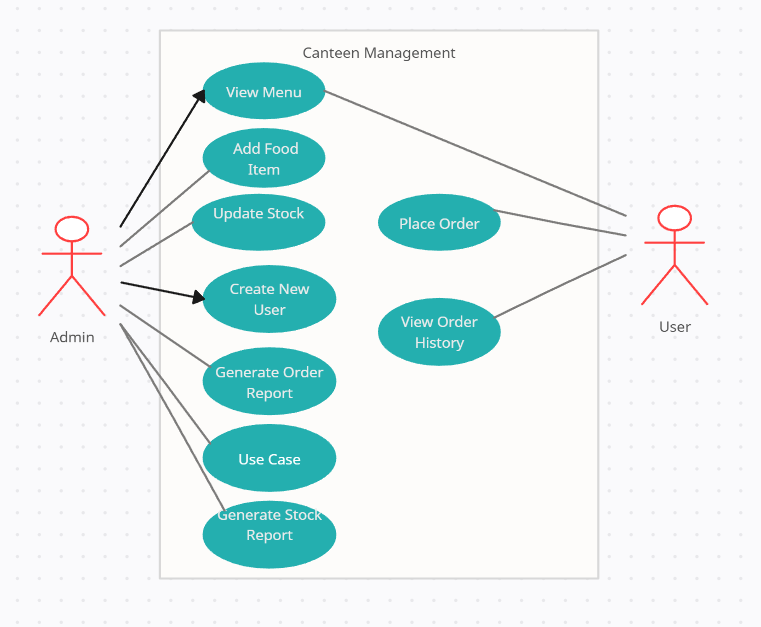 Canteen Management
View Menu
Add Food
Item
Update Stock
Place Order
Create New
User
View Order
History
User
Admin
Generate Order
Report
Use Case
Generate Stock
Report